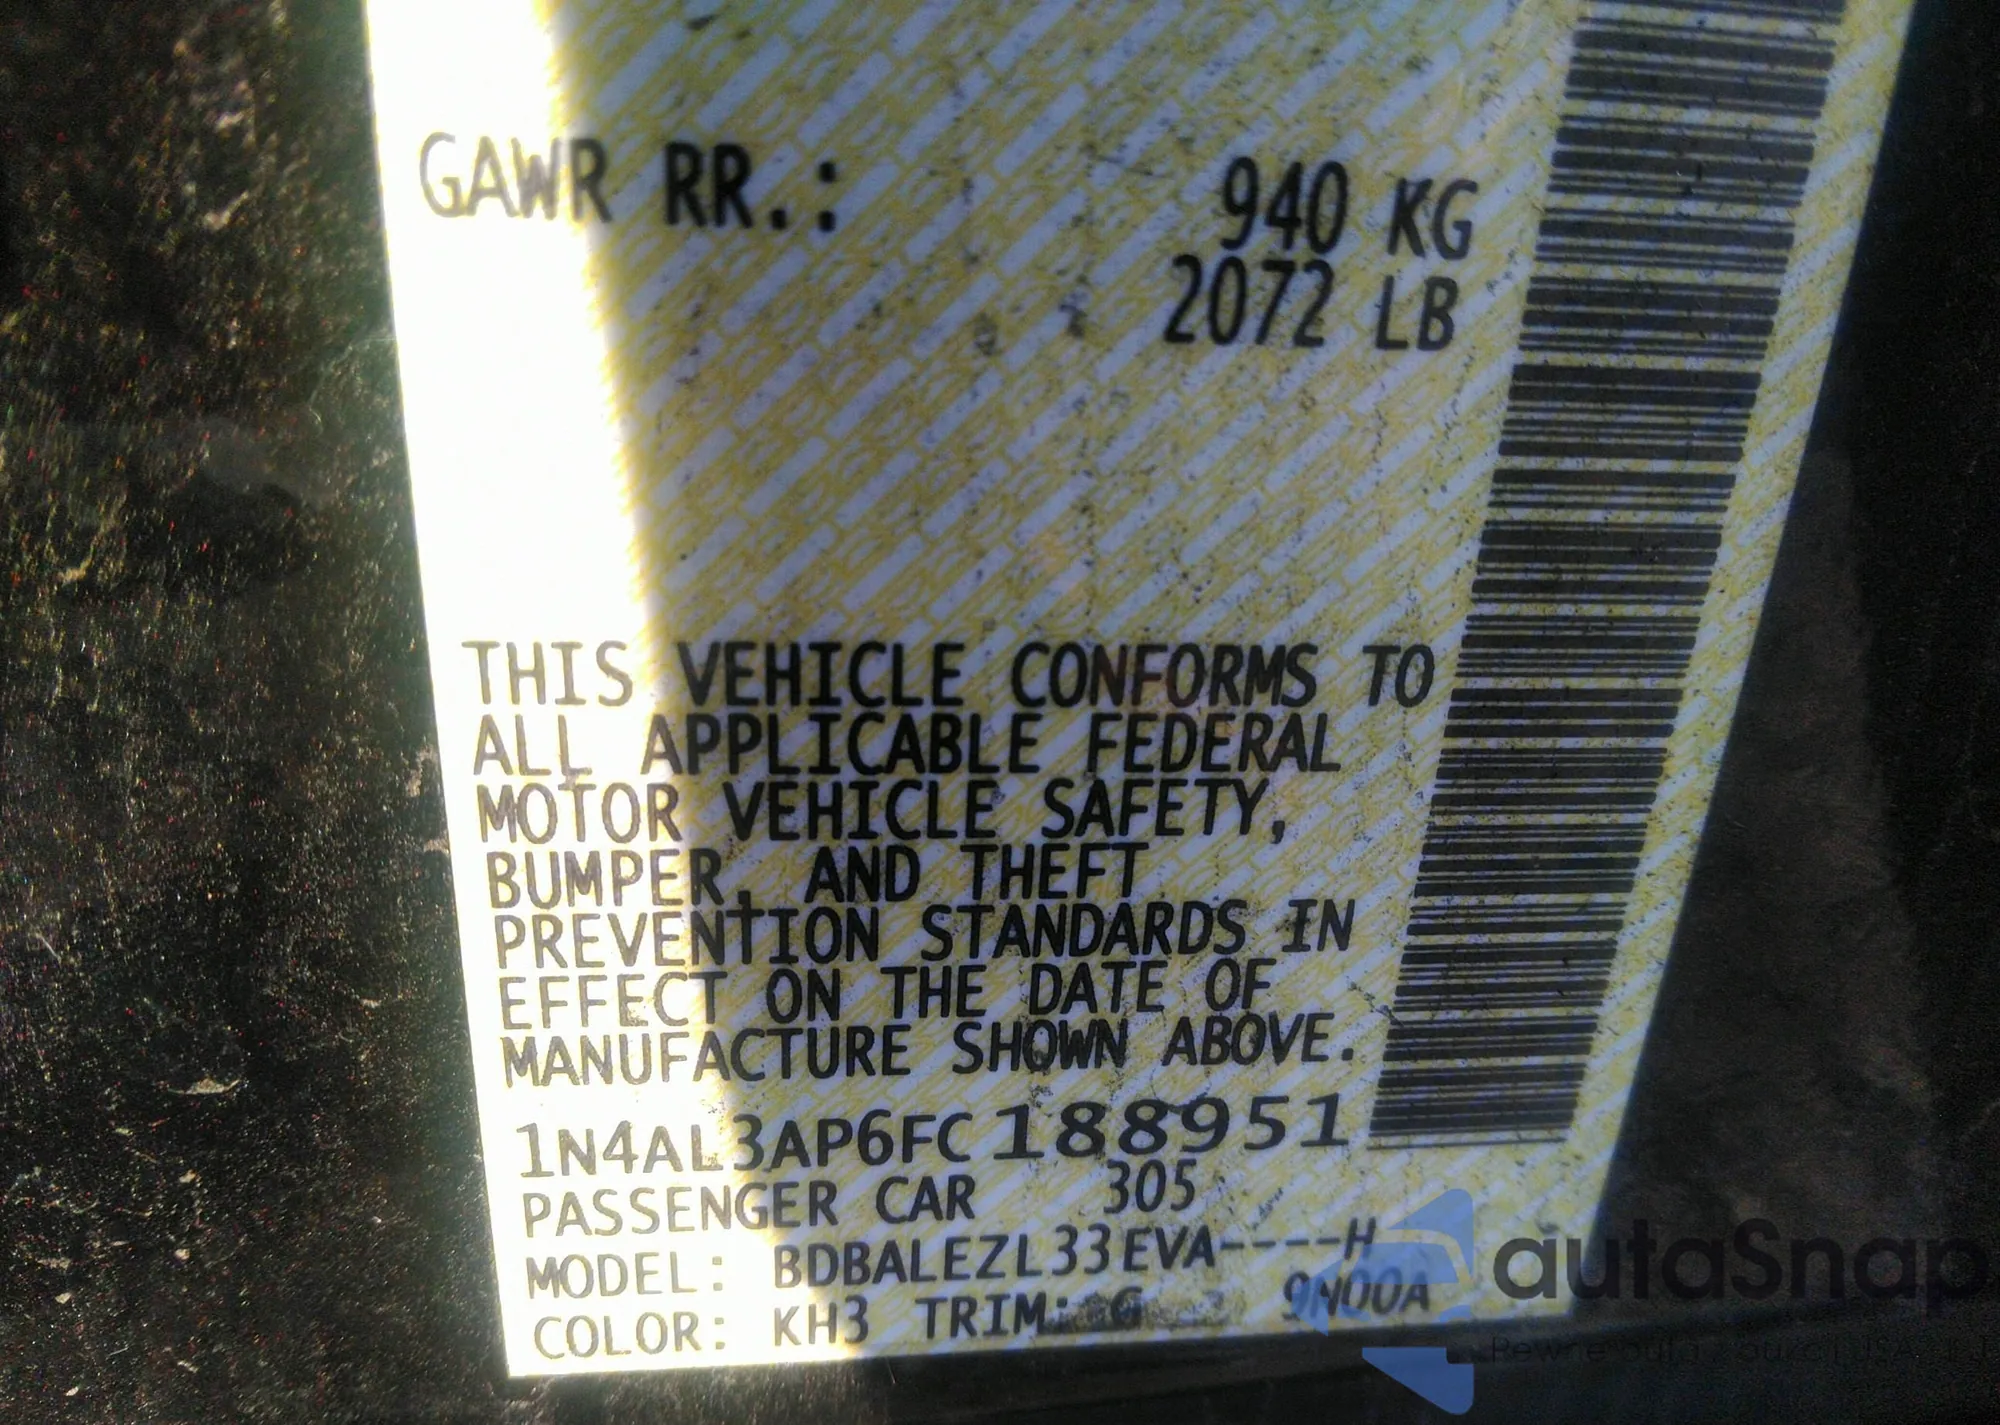 GAWR RR.: 940 KG
2072 LB
THIS VEHICLE CONFORMS TO
ALL APPLICABLE FEDERAL
MOTOR VEHICLE SAFETY,
BUMPER, AND THEFT
PREVENTION STANDARDS IN
EFFECT ON THE DATE OF
MANUFACTURE SHOWN ABOVE.
1N4AL3AP6FC188951
PASSENGER CAR 305
MODEL: BDBALEZL33EVA----H
COLOR: KH3 TRIM: G 9N00A
autaSnap